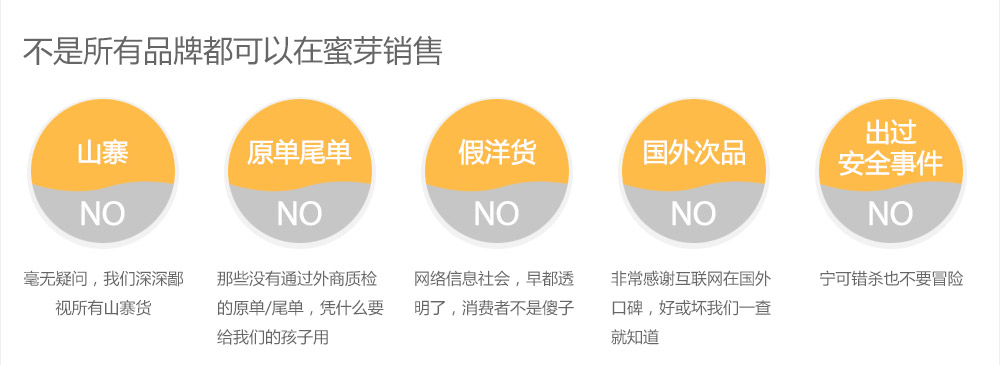 不是所有品牌都可以在蜜芽销售
山寨
NO
毫无疑问，我们深深鄙
视所有山寨货
原单尾单
NO
那些没有通过外商质检
的原单/尾单，凭什么要
给我们的孩子用
假洋货
NO
网络信息社会，早都透
明了，消费者不是傻子
国外次品
NO
非常感谢互联网在国外
口碑，好或坏我们一查
就知道
出过
安全事件
NO
宁可错杀也不要冒险